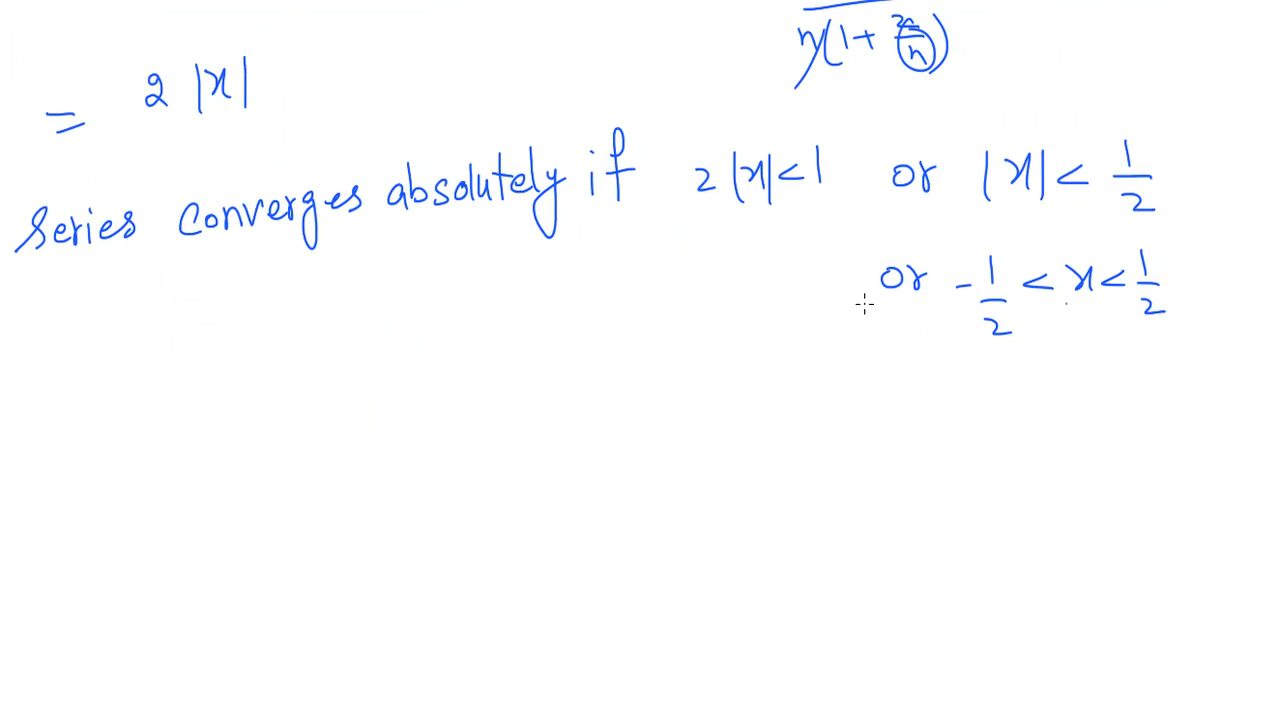 n(1 + 2/n)
= 2 |x|
Series converges absolutely if 2|x|<1 or |x| < 1/2
or -1/2 < x < 1/2